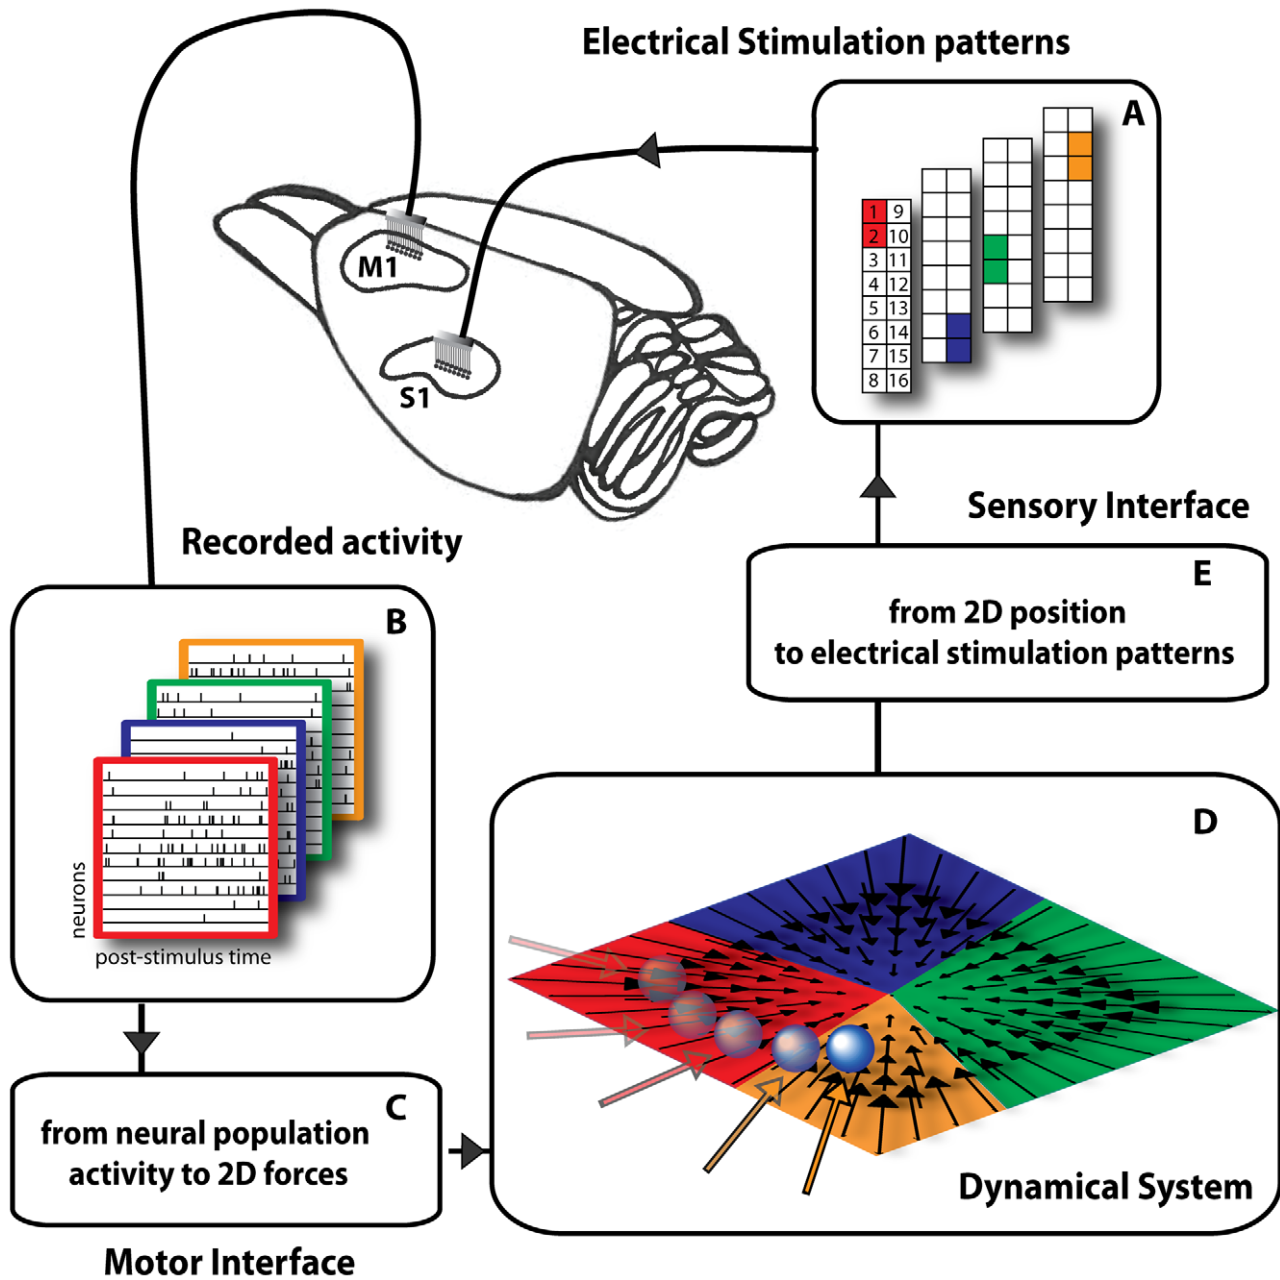 Electrical Stimulation patterns
A
1 9
2 10
3 11
4 12
5 13
6 14
7 15
8 16
M1
S1
Recorded activity
Sensory Interface
B
neurons
post-stimulus time
E
from 2D position
to electrical stimulation patterns
C
from neural population
activity to 2D forces
Motor Interface
D
Dynamical System